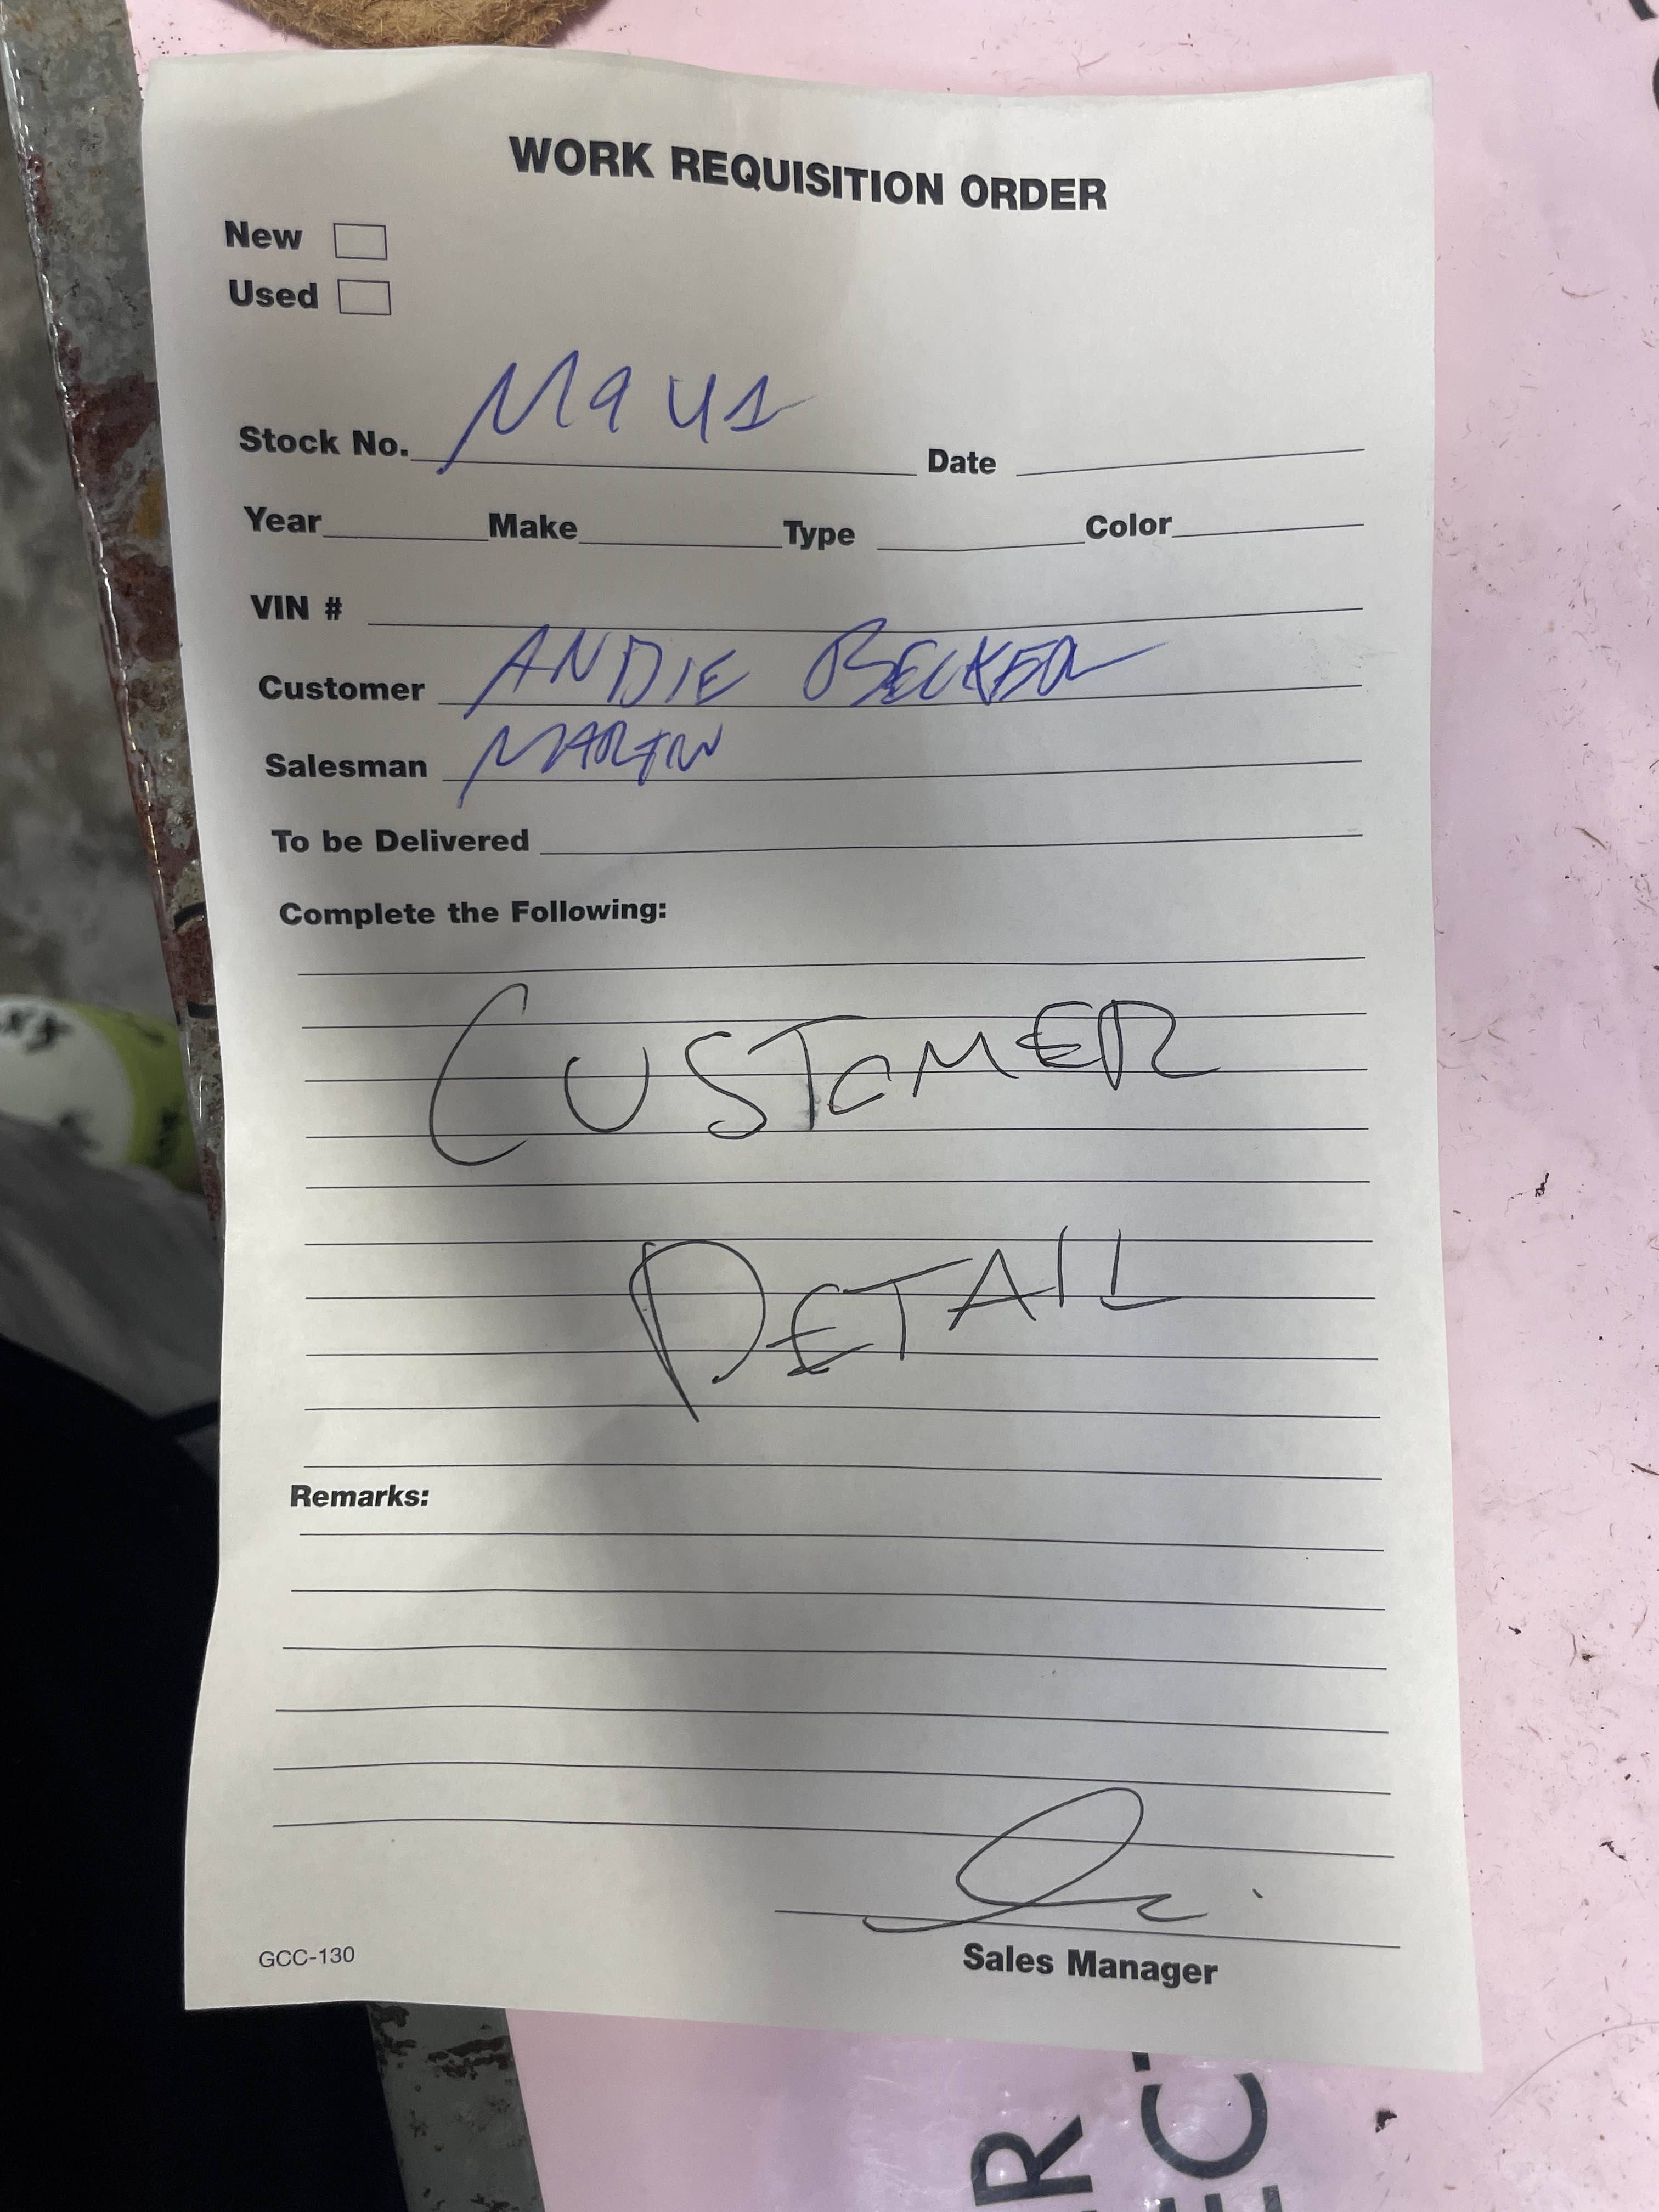 WORK REQUISITION ORDER
New
Used
Stock No. M941 Date
Year Make Type Color
VIN #
Customer ANDIE BECKER
Salesman MARTIN
To be Delivered
Complete the Following:
CUSTOMER
DETAIL
Remarks:
Sales Manager
GCC-130